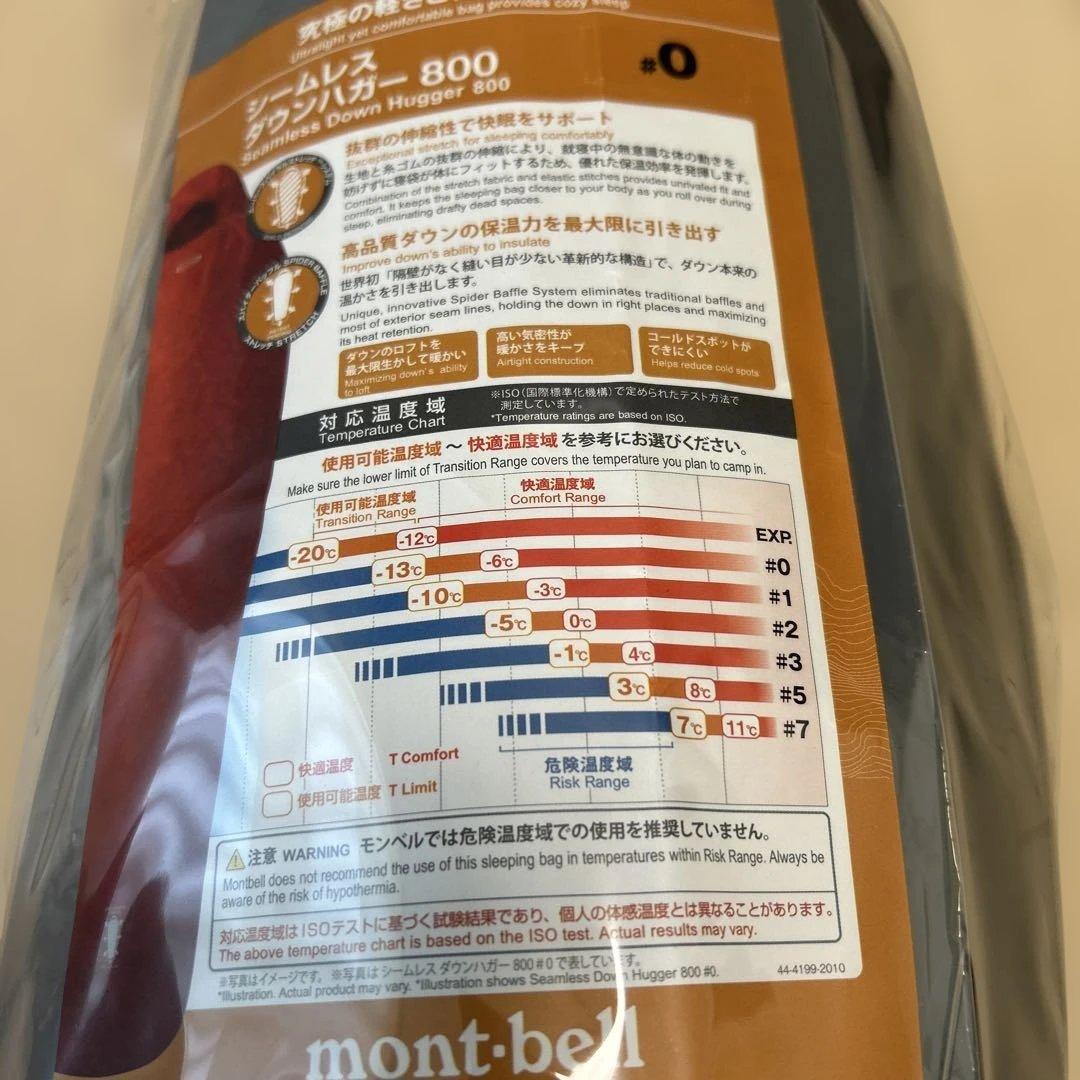 究極の軽さと
Ultralight yet comfortable bag provides cozy sleep
シームレス
ダウンハガー 800
Seamless Down Hugger 800
#0
抜群の伸縮性で快眠をサポート
Exceptional stretch for sleeping comfortably
生地と糸ゴムの抜群の伸縮により、就寝中の無意識な体の動きを
妨げずに寝袋が体にフィットするため、優れた保温効率を発揮します。
Combination of the stretch fabric and elastic stitches provides unrivaled fit and
comfort. It keeps the sleeping bag closer to your body as you roll over during
sleep, eliminating drafty dead spaces.
高品質ダウンの保温力を最大限に引き出す
Improve down's ability to insulate
世界初「隔壁がなく縫い目が少ない革新的な構造」で、ダウン本来の
温かさを引き出します。
Unique, innovative Spider Baffle System eliminates traditional baffles and
most of exterior seam lines, holding the down in right places and maximizing
its heat retention.
スパイダーバッフル SPIDER BAFFLE
ストレッチ STRETCH
ダウンのロフトを
最大限生かして暖かい
Maximizing down's ability
to loft
高い気密性が
暖かさをキープ
Airtight construction
コールドスポットが
できにくい
Helps reduce cold spots
対応温度域
Temperature Chart
※ISO(国際標準化機構)で定められたテスト方法で
測定しています。
*Temperature ratings are based on ISO.
使用可能温度域 ～ 快適温度域 を参考にお選びください。
Make sure the lower limit of Transition Range covers the temperature you plan to camp in.
使用可能温度域
Transition Range
快適温度域
Comfort Range
-20℃ -12℃ EXP.
-13℃ -6℃ #0
-10℃ -3℃ #1
-5℃ 0℃ #2
-1℃ 4℃ #3
3℃ 8℃ #5
7℃ 11℃ #7
快適温度 T Comfort
使用可能温度 T Limit
危険温度域
Risk Range
注意 WARNING モンベルでは危険温度域での使用を推奨していません。
Montbell does not recommend the use of this sleeping bag in temperatures within Risk Range. Always be
aware of the risk of hypothermia.
対応温度域はISOテストに基づく試験結果であり、個人の体感温度とは異なることがあります。
The above temperature chart is based on the ISO test. Actual results may vary.
※写真はイメージです。 ※写真はシームレス ダウンハガー 800 #0 で表しています。
*Illustration. Actual product may vary. *Illustration shows Seamless Down Hugger 800 #0.
44-4199-2010
mont-bell